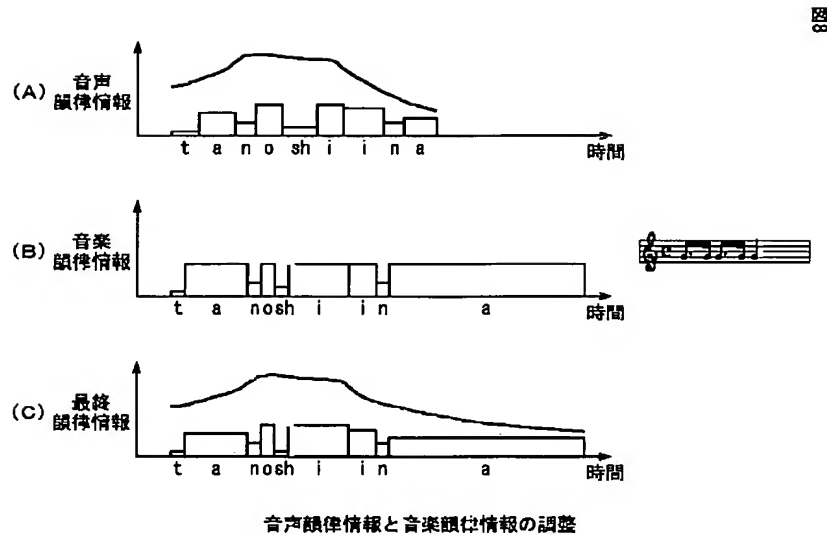 図8
(A)
音声
韻律情報
t a n o sh i i n a
時間
(B)
音楽
韻律情報
t a n o sh i i n a
時間
(C)
最終
韻律情報
t a n o sh i i n a
時間
音声韻律情報と音楽韻律情報の調整